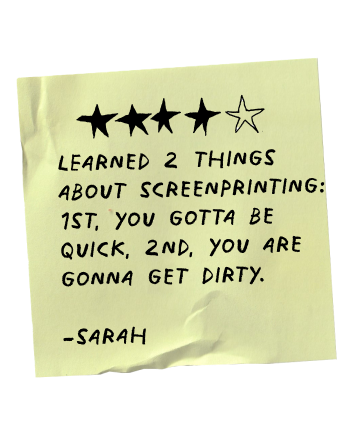 LEARNED 2 THINGS
ABOUT SCREENPRINTING:
1ST, YOU GOTTA BE
QUICK, 2ND, YOU ARE
GONNA GET DIRTY.
-SARAH